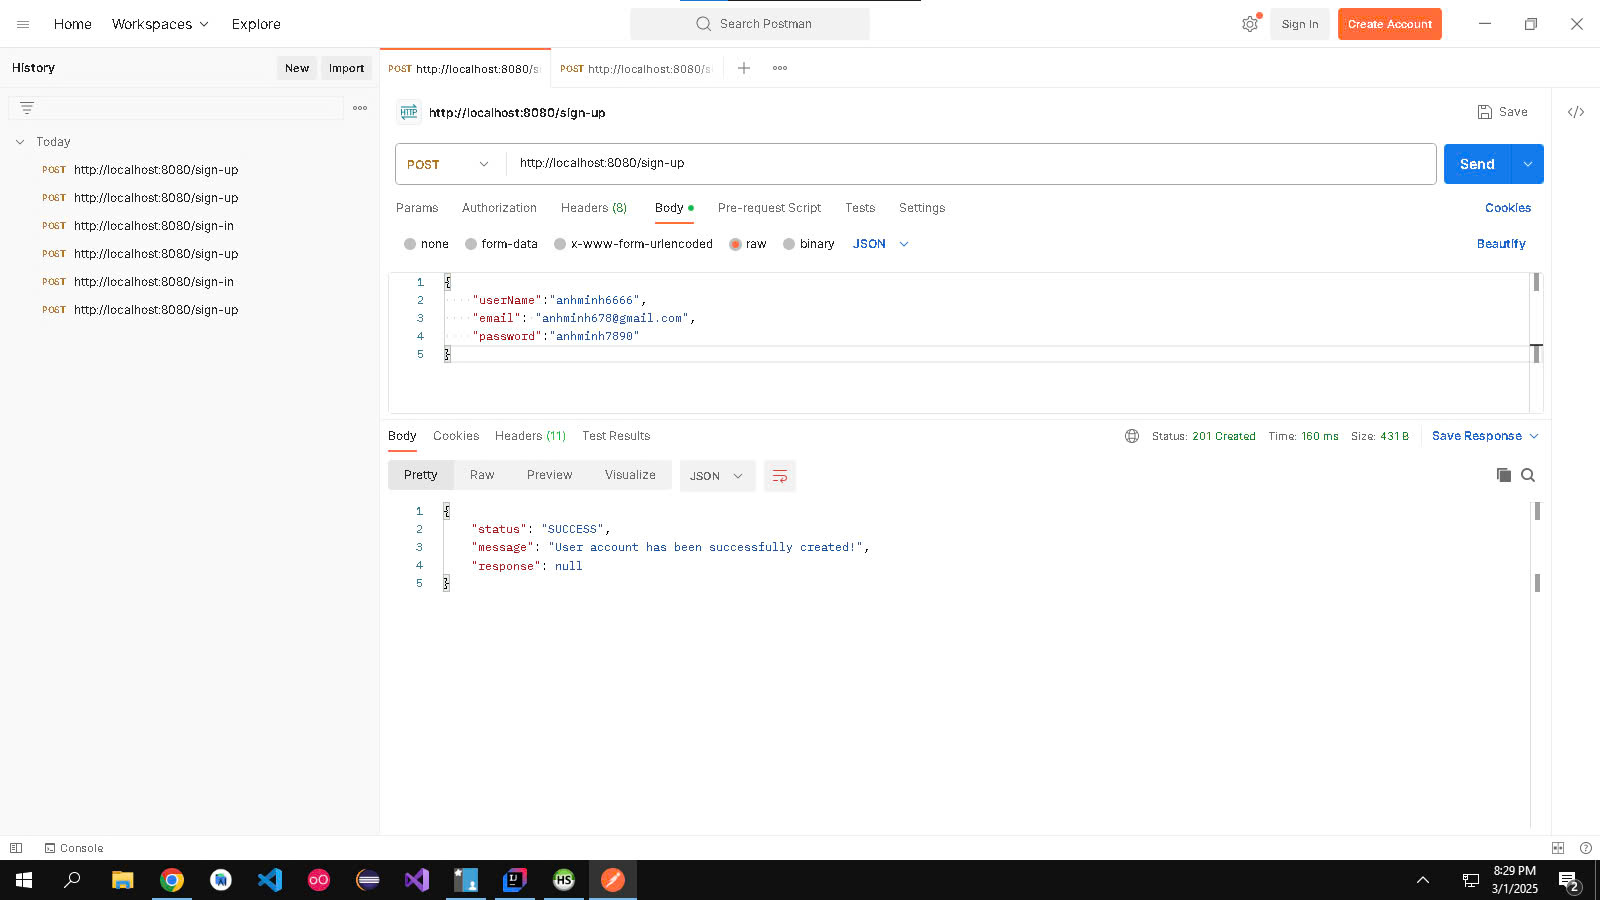 Home
Workspaces
Explore
Search Postman
Sign In
Create Account
History
New
Import
POST http://localhost:8080/s
POST http://localhost:8080/s
Today
POST http://localhost:8080/sign-up
POST http://localhost:8080/sign-up
POST http://localhost:8080/sign-in
POST http://localhost:8080/sign-up
POST http://localhost:8080/sign-in
POST http://localhost:8080/sign-up
HTTP http://localhost:8080/sign-up
Save
POST
http://localhost:8080/sign-up
Send
Params
Authorization
Headers (8)
Body
Pre-request Script
Tests
Settings
Cookies
none
form-data
x-www-form-urlencoded
raw
binary
JSON
Beautify
1 {
2 "userName":"anhminh6666",
3 "email": "anhminh678@gmail.com",
4 "password":"anhminh7890"
5 }
Body
Cookies
Headers (11)
Test Results
Status: 201 Created
Time: 160 ms
Size: 431 B
Save Response
Pretty
Raw
Preview
Visualize
JSON
1 {
2 "status": "SUCCESS",
3 "message": "User account has been successfully created!",
4 "response": null
5 }
Console
HS
8:29 PM
3/1/2025
2